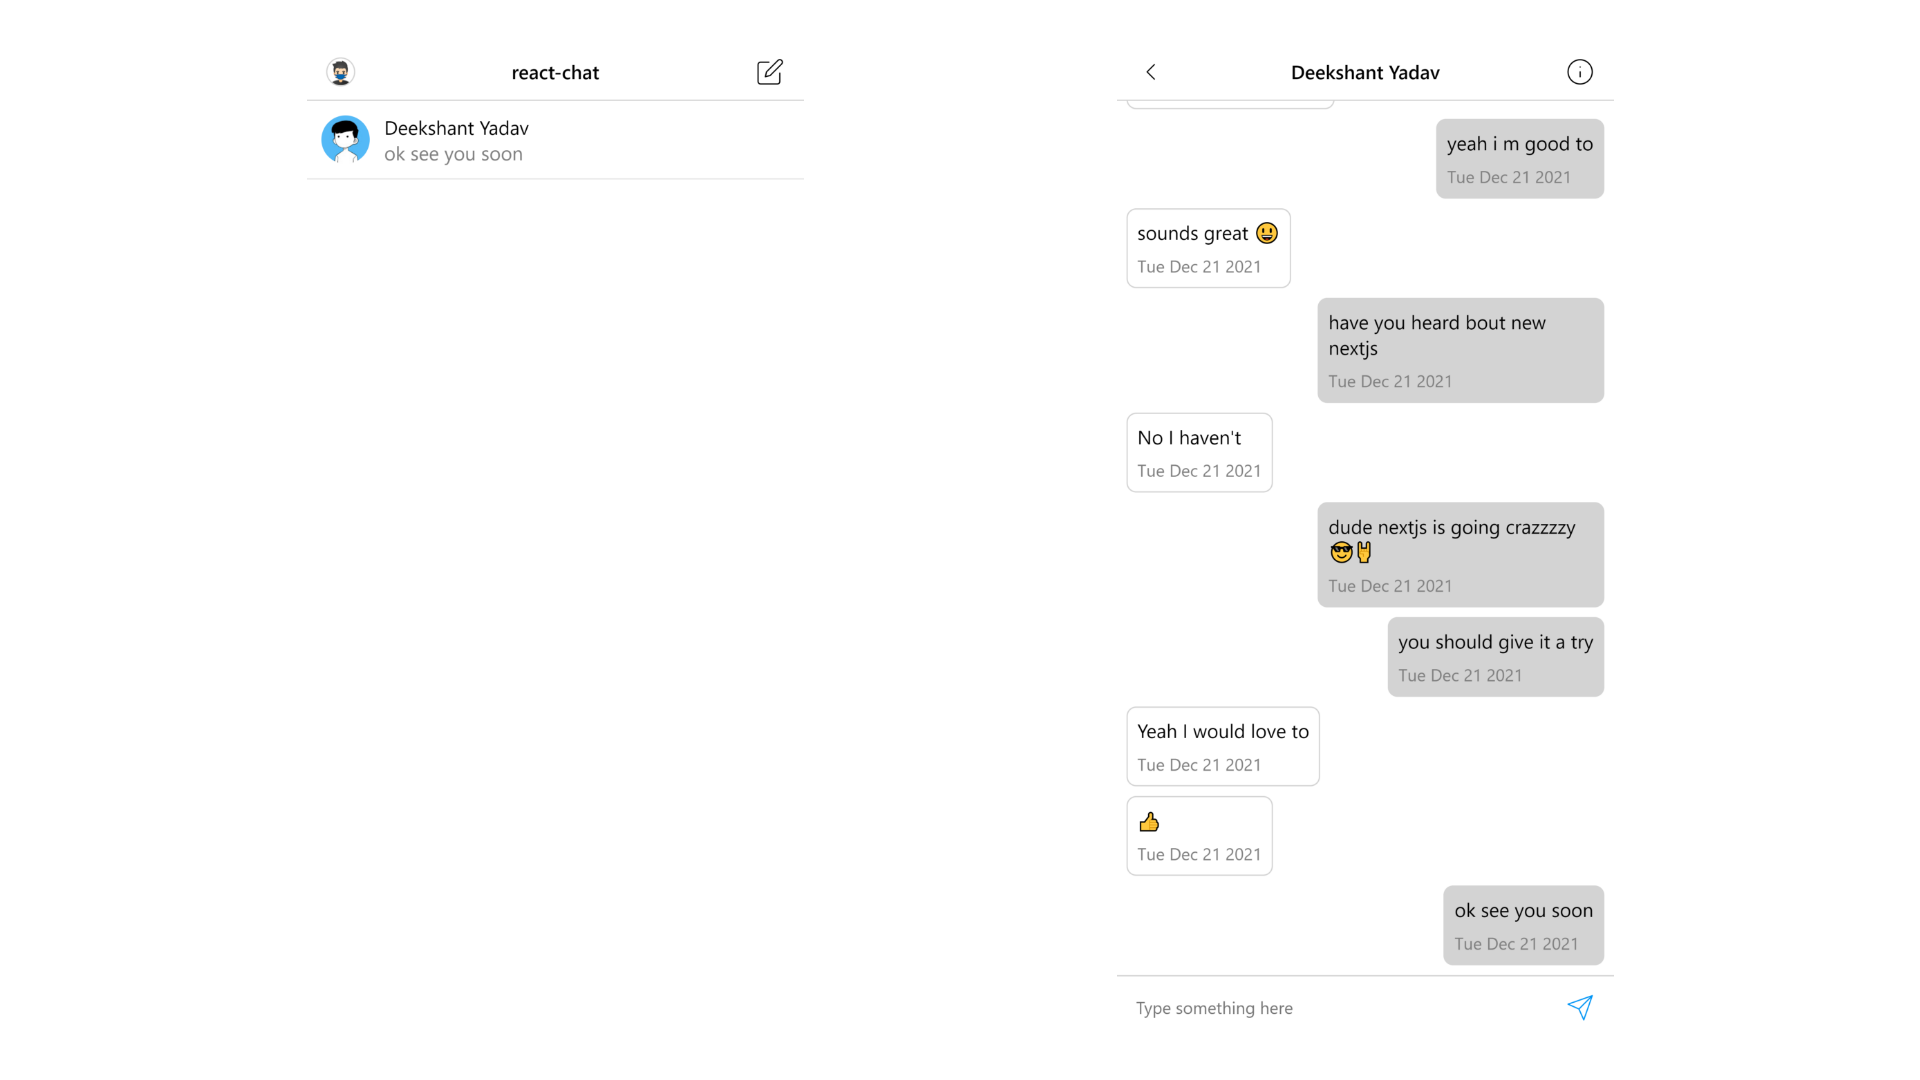 react-chat
Deekshant Yadav
ok see you soon
Deekshant Yadav
yeah i m good to
Tue Dec 21 2021
sounds great 😃
Tue Dec 21 2021
have you heard bout new
nextjs
Tue Dec 21 2021
No I haven't
Tue Dec 21 2021
dude nextjs is going crazzzzy
😎🤘
Tue Dec 21 2021
you should give it a try
Tue Dec 21 2021
Yeah I would love to
Tue Dec 21 2021
👍
Tue Dec 21 2021
ok see you soon
Tue Dec 21 2021
Type something here